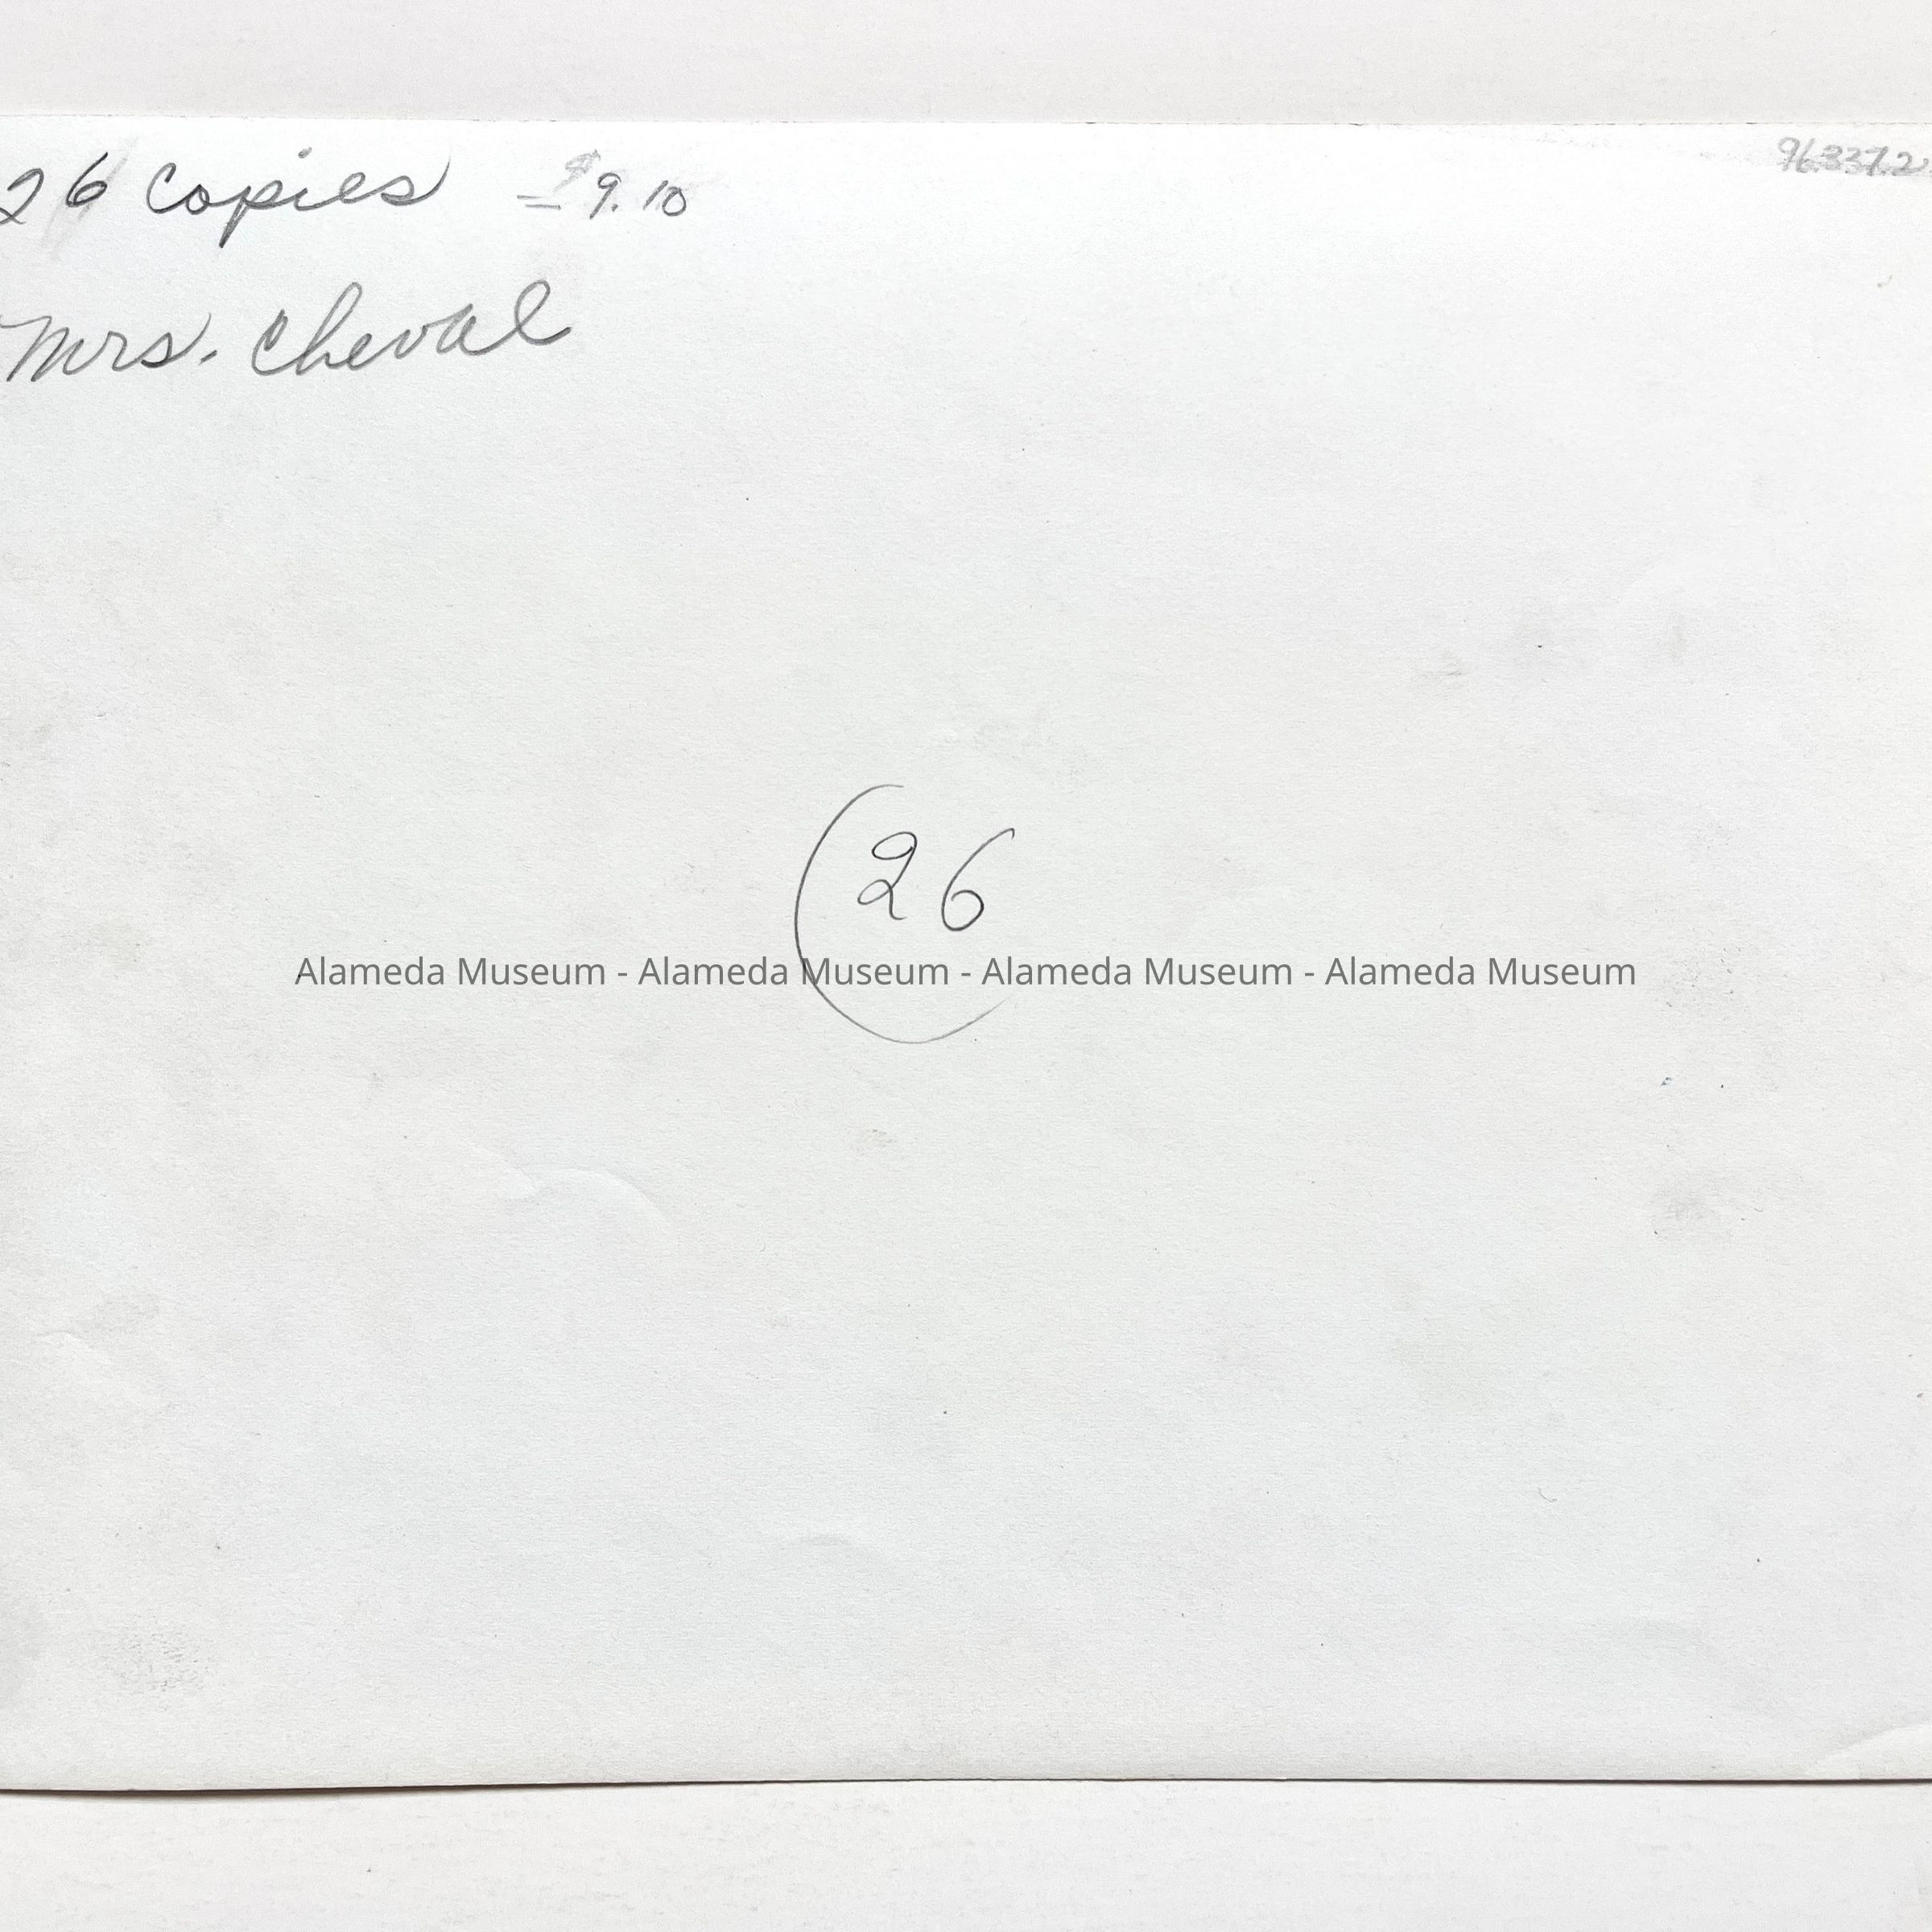 26 copies = $9.10
96.337.2
Mrs. Cheval
26
Alameda Museum - Alameda Museum - Alameda Museum - Alameda Museum